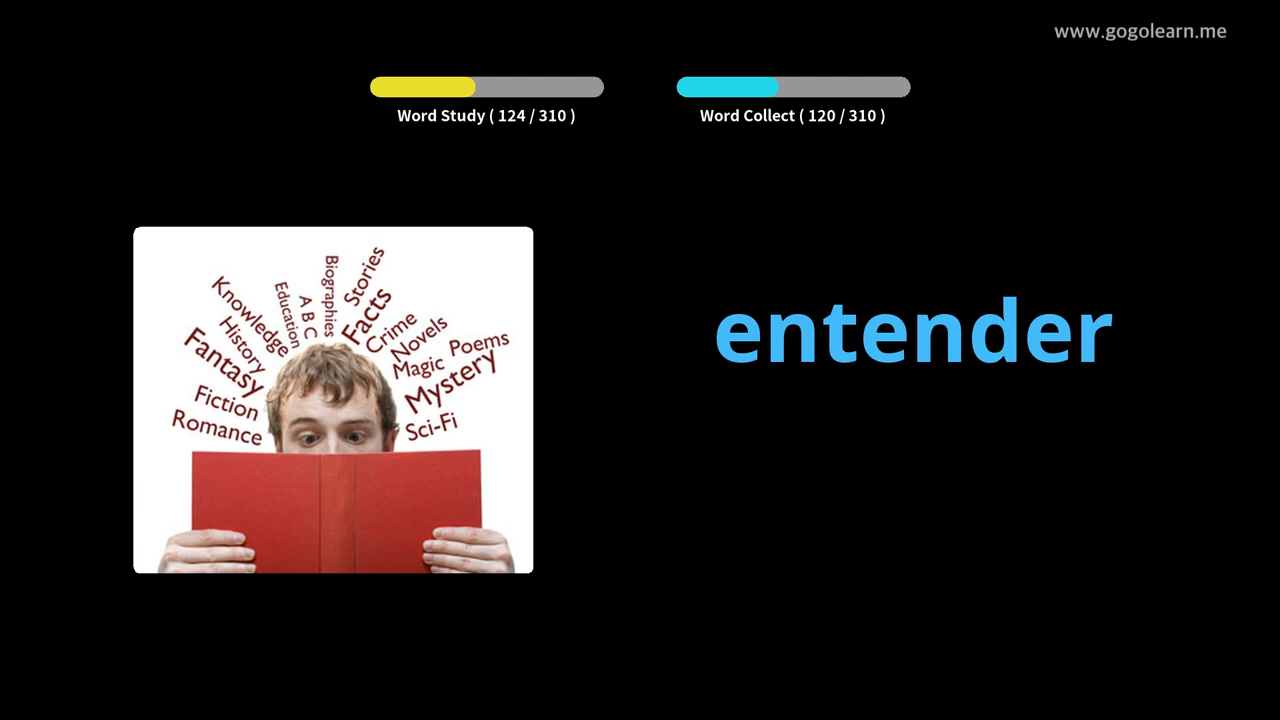 www.gogolearn.me
Word Study ( 124 / 310 )
Word Collect ( 120 / 310 )
Biographies
Stories
Education
A B C
Facts
Knowledge
Crime
History
Novels
Fantasy
Magic
Poems
Mystery
Fiction
Romance
Sci-Fi
entender